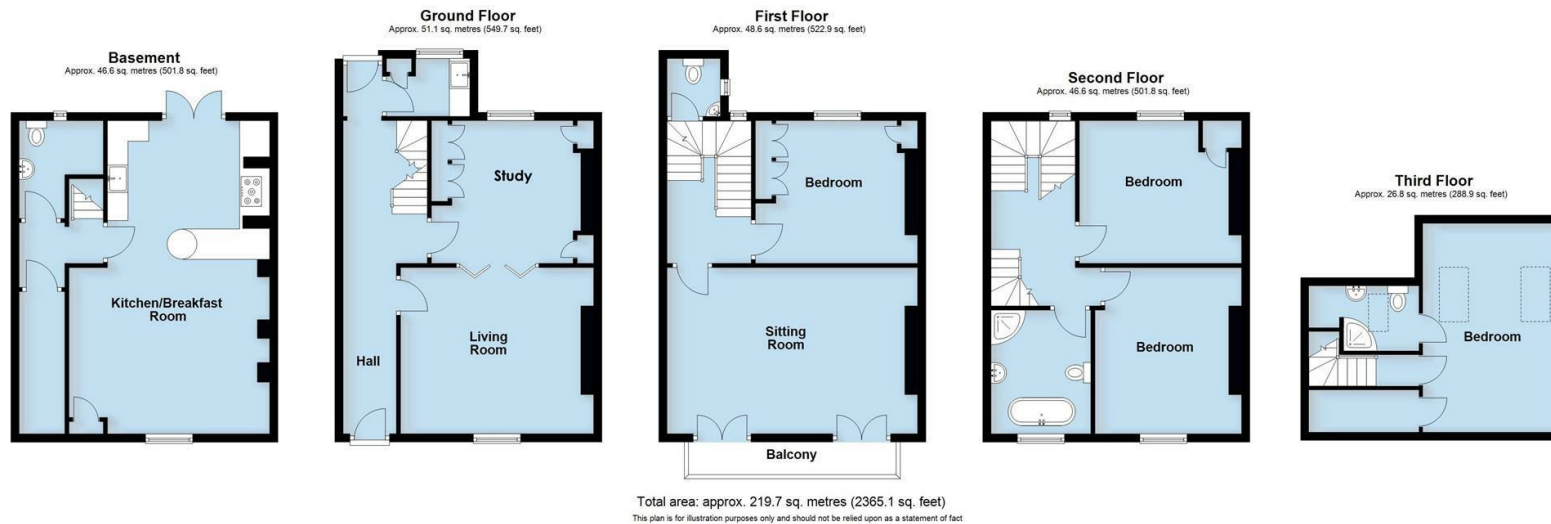 Basement
Approx. 46.6 sq. metres (501.8 sq. feet)
Kitchen/Breakfast
Room
Ground Floor
Approx. 51.1 sq. metres (549.7 sq. feet)
Study
Living
Room
Hall
First Floor
Approx. 48.6 sq. metres (522.9 sq. feet)
Bedroom
Sitting
Room
Balcony
Second Floor
Approx. 46.6 sq. metres (501.8 sq. feet)
Bedroom
Bedroom
Third Floor
Approx. 26.8 sq. metres (288.9 sq. feet)
Bedroom
Total area: approx. 219.7 sq. metres (2365.1 sq. feet)
This plan is for illustration purposes only and should not be relied upon as a statement of fact